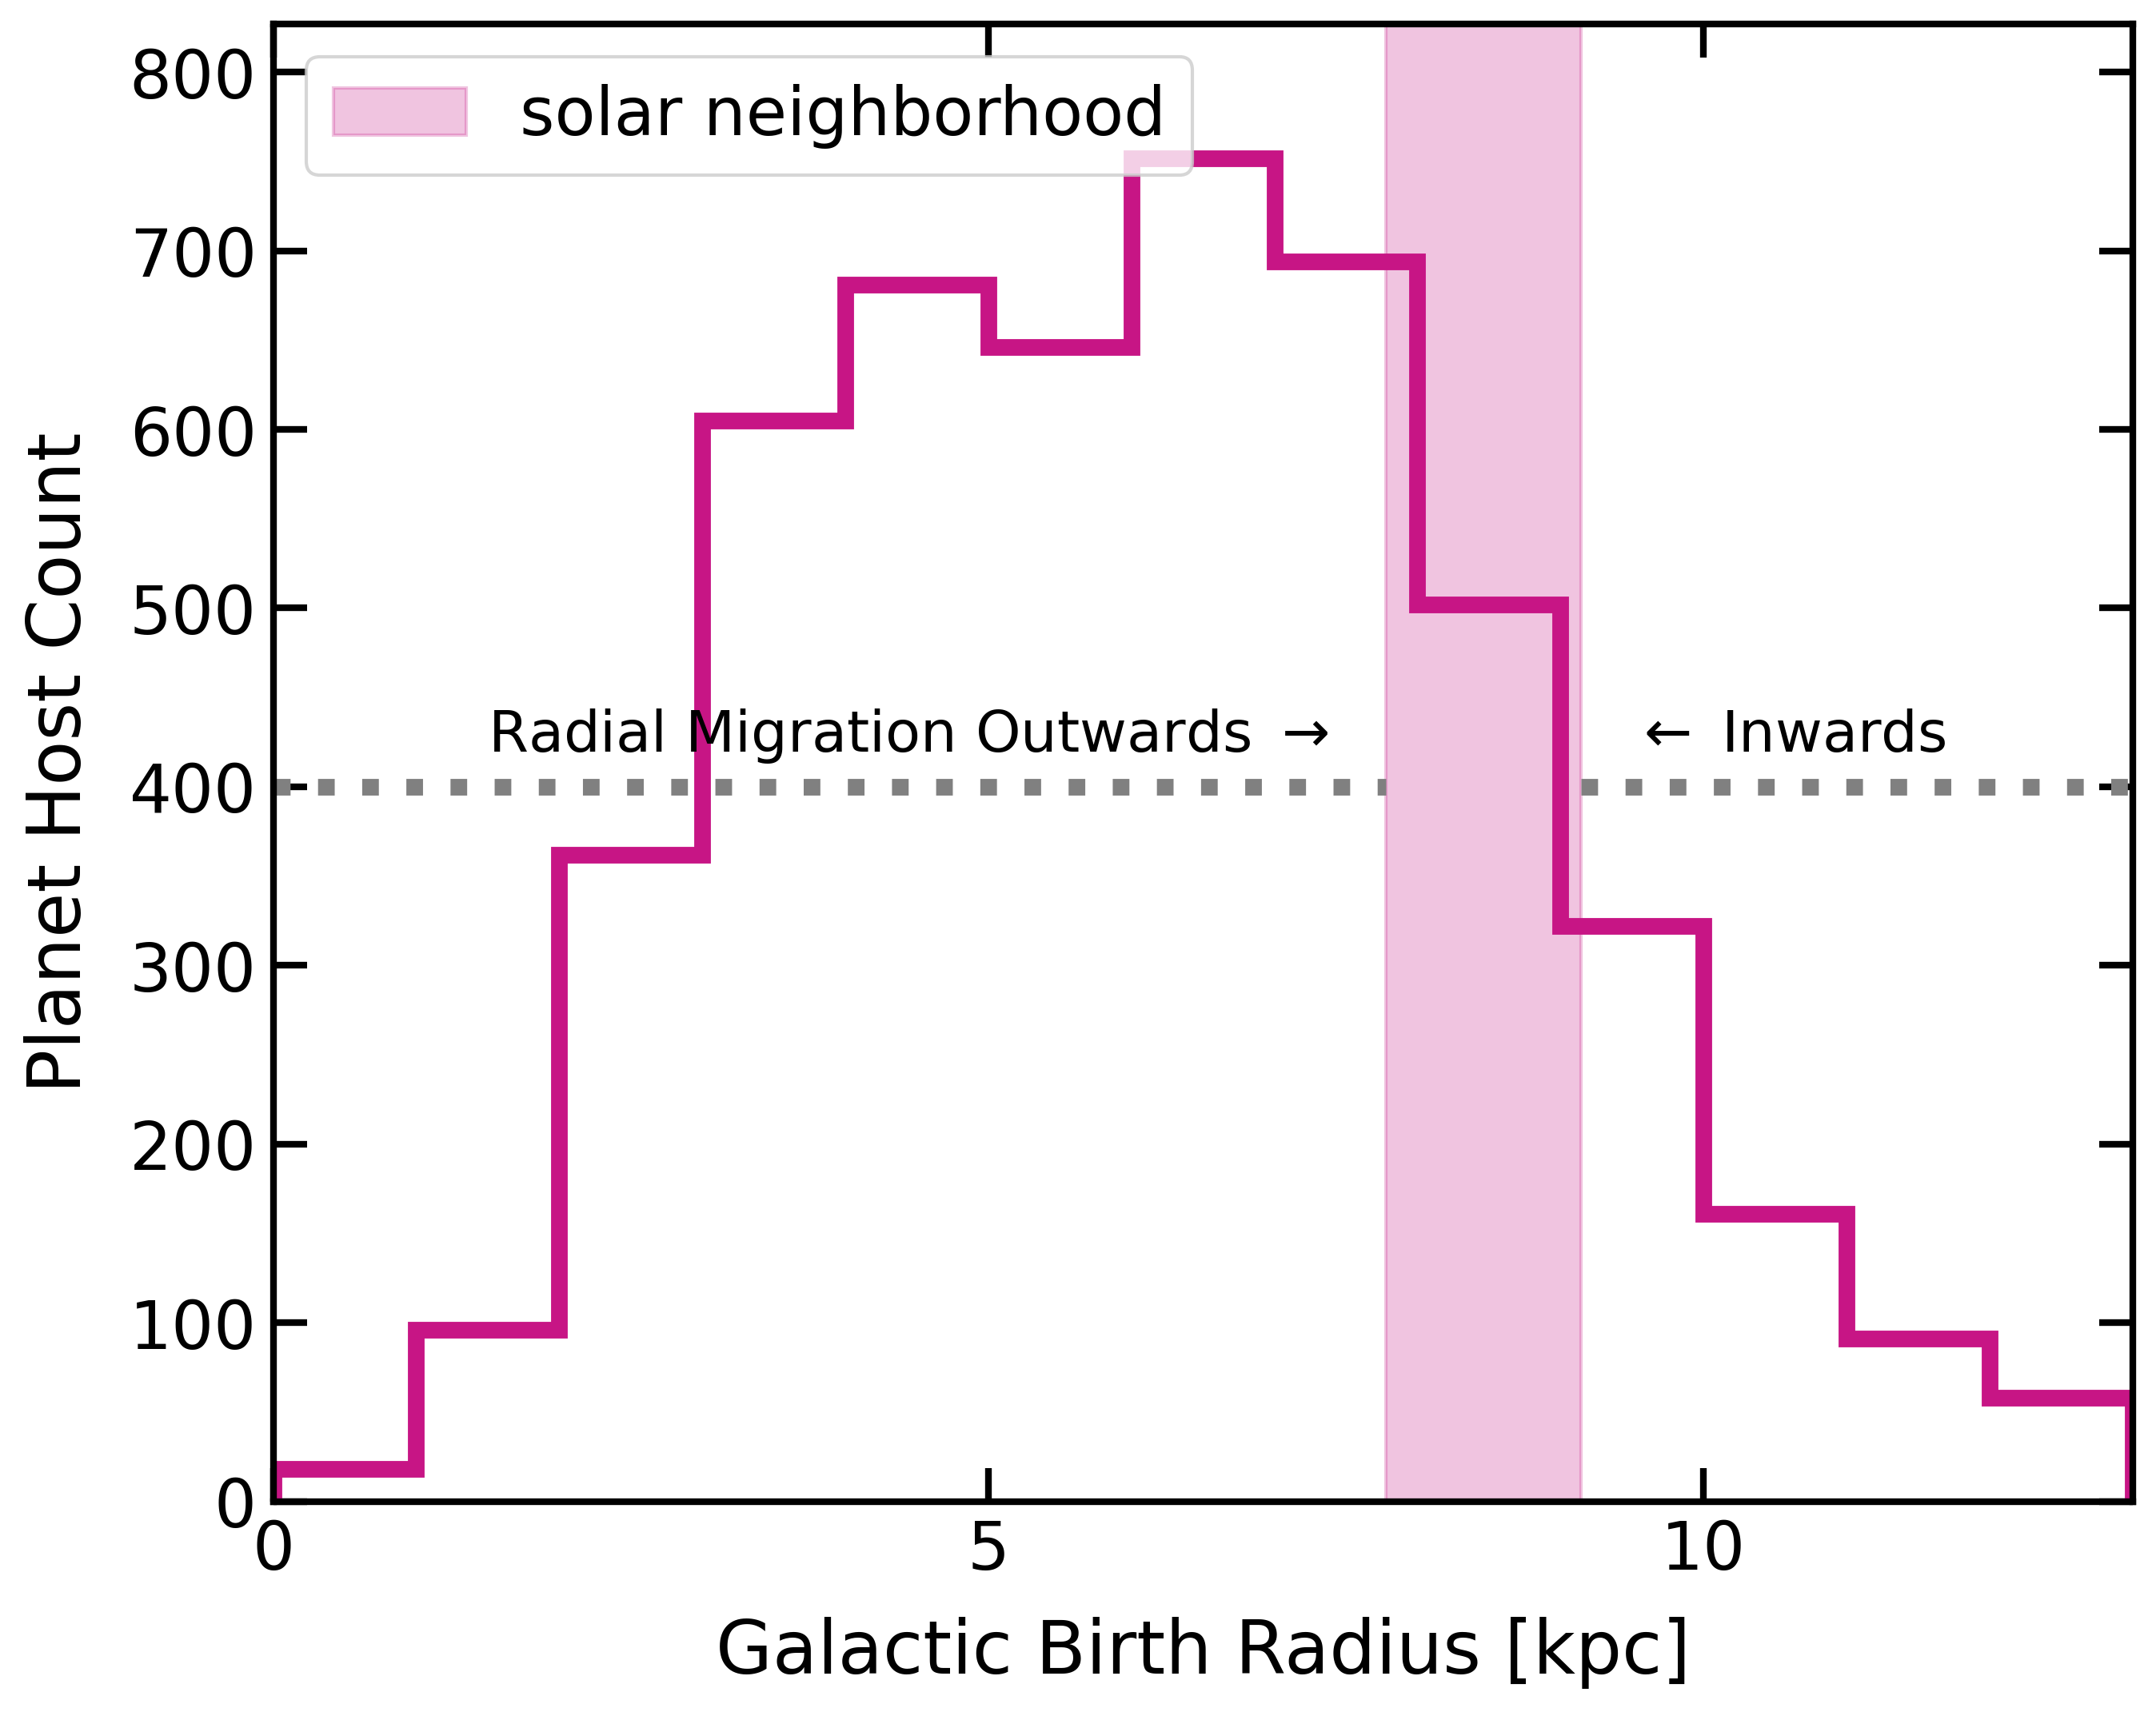 solar neighborhood
800
700
600
500
400
300
200
100
0
Planet Host Count
Radial Migration Outwards →
← Inwards
0
5
10
Galactic Birth Radius [kpc]